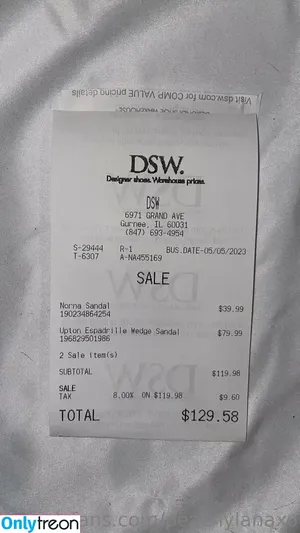 Visit dsw.com for COMP. VALUE pricing details
DSW.
Designer shoes. Warehouse prices.
DSW
6971 GRAND AVE
Gurnee, IL 60031
(847) 693-4954
S-29444 R-1 BUS.DATE-05/05/2023
T-6307 A-NA455169
SALE
Norna Sandal $39.99
190234864254
Upton Espadrille Wedge Sandal $79.99
196829501986
2 Sale item(s)
SUBTOTAL $119.98
SALE
TAX 8.00% ON $119.98 $9.60
TOTAL $129.58
Onlytreon